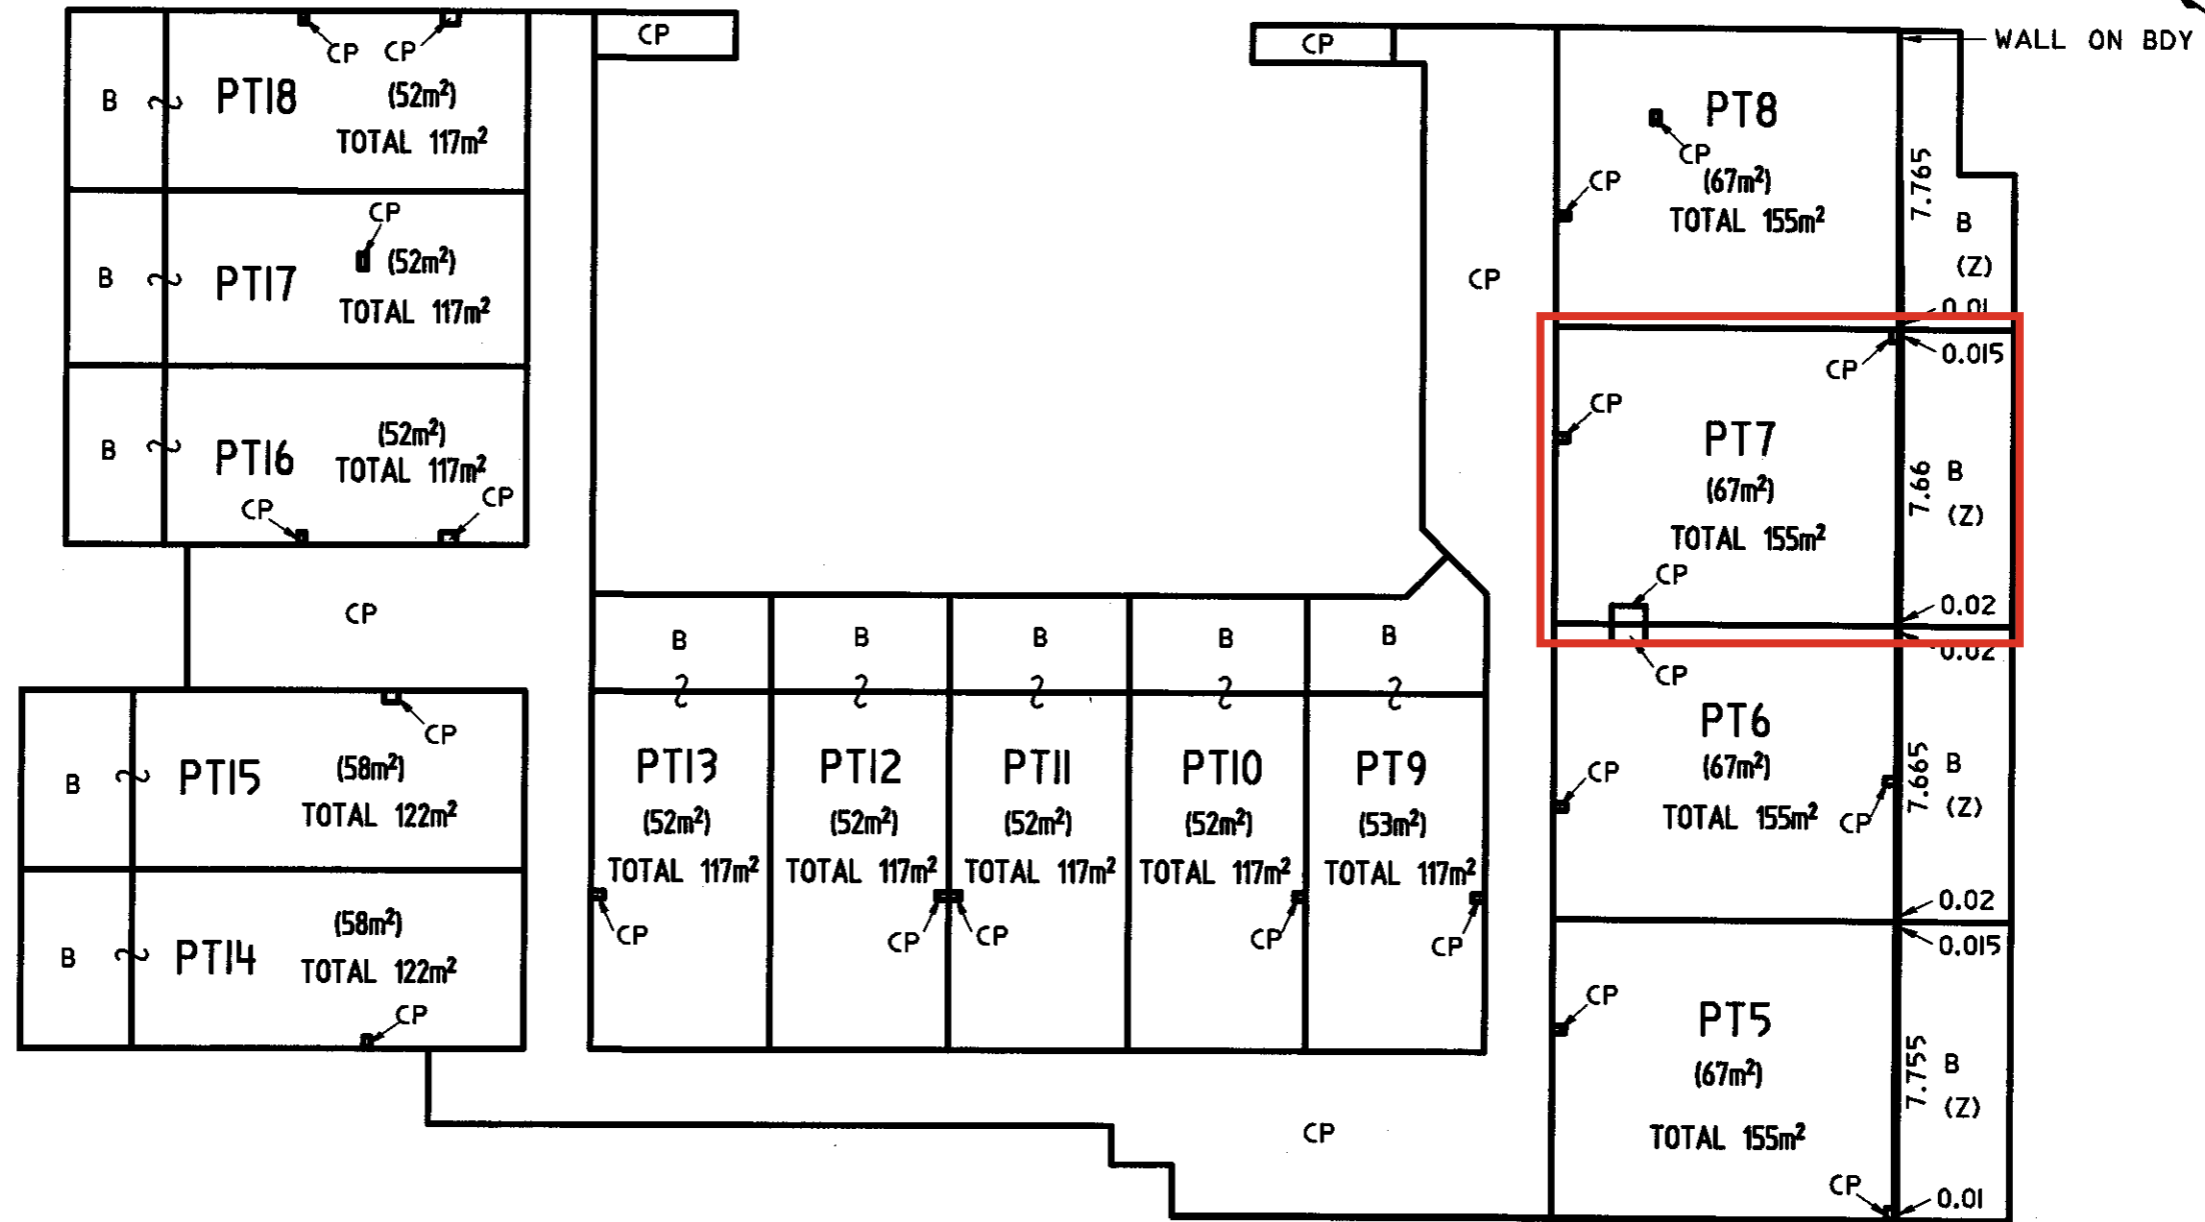 CP
CP
CP
B
PT18
(52m²)
TOTAL 117m²
CP
B
PT17
(52m²)
TOTAL 117m²
B
PT16
(52m²)
TOTAL 117m²
CP
CP
CP
CP
B
PT15
(58m²)
TOTAL 122m²
B
PT14
(58m²)
TOTAL 122m²
CP
B
PT13
(52m²)
TOTAL 117m²
CP
B
PT12
(52m²)
TOTAL 117m²
CP
B
PT11
(52m²)
TOTAL 117m²
CP
B
PT10
(52m²)
TOTAL 117m²
CP
B
PT9
(53m²)
TOTAL 117m²
CP
CP
CP
CP
WALL ON BDY
PT8
CP
CP
(67m²)
TOTAL 155m²
7.765
B
(Z)
0.01
0.015
CP
CP
PT7
(67m²)
TOTAL 155m²
7.66
B
(Z)
CP
0.02
0.02
CP
PT6
(67m²)
TOTAL 155m²
CP
CP
7.665
B
(Z)
0.02
0.015
CP
PT5
(67m²)
TOTAL 155m²
7.755
B
(Z)
CP
0.01